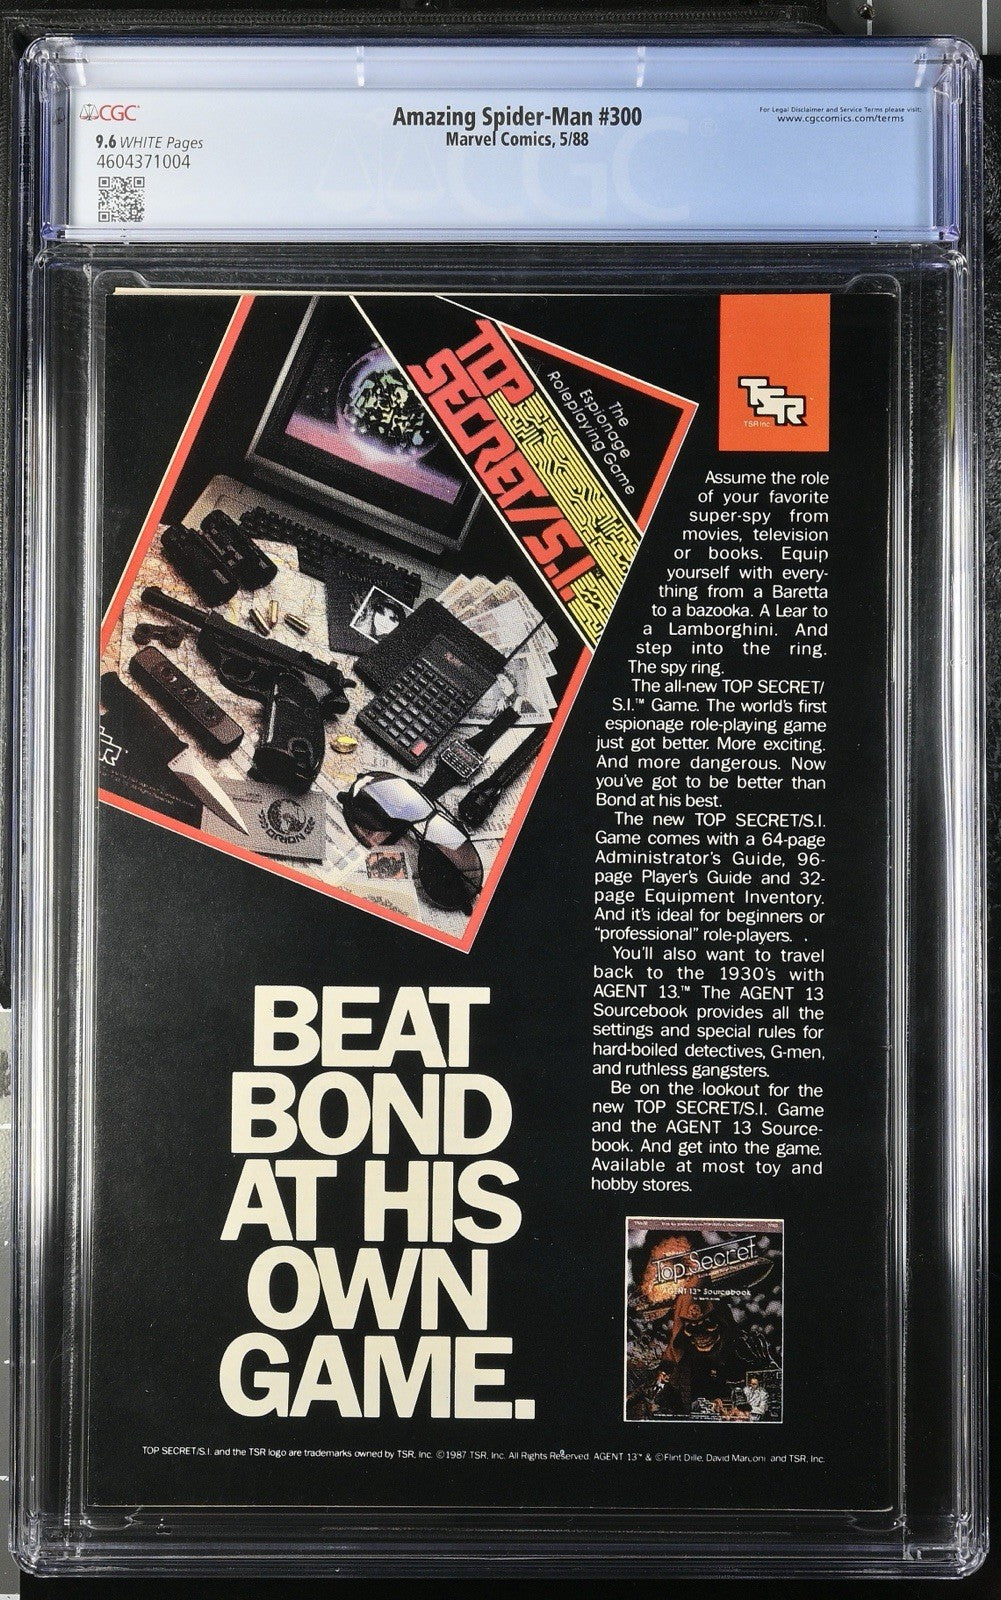 CGC
Amazing Spider-Man #300
For Legal Disclaimer and Service Terms please visit:
www.cgccomics.com/terms
9.6 WHITE Pages
Marvel Comics, 5/88
4604371004
CGC
TOP
SECRET/S.I.
The
Espionage
Roleplaying Game
TSR
TSR Inc.
Assume the role
of your favorite
super-spy from
movies, television
or books. Equip
yourself with every-
thing from a Baretta
to a bazooka. A Lear to
a Lamborghini. And
step into the ring.
The spy ring.
The all-new TOP SECRET/
S.I.™ Game. The world's first
espionage role-playing game
just got better. More exciting.
And more dangerous. Now
you've got to be better than
Bond at his best.
The new TOP SECRET/S.I.
Game comes with a 64-page
Administrator's Guide, 96-
page Player's Guide and 32-
page Equipment Inventory.
And it's ideal for beginners or
"professional" role-players.
You'll also want to travel
back to the 1930's with
AGENT 13.™ The AGENT 13
Sourcebook provides all the
settings and special rules for
hard-boiled detectives, G-men,
and ruthless gangsters.
Be on the lookout for the
new TOP SECRET/S.I. Game
and the AGENT 13 Source-
book. And get into the game.
Available at most toy and
hobby stores.
ORION
BEAT
BOND
AT HIS
OWN
GAME.
Top Secret
AGENT 13™ Sourcebook
TOP SECRET/S.I. and the TSR logo are trademarks owned by TSR, Inc. ©1987 TSR, Inc. All Rights Reserved. AGENT 13™ & ©Flint Dille, David Marconi and TSR, Inc.